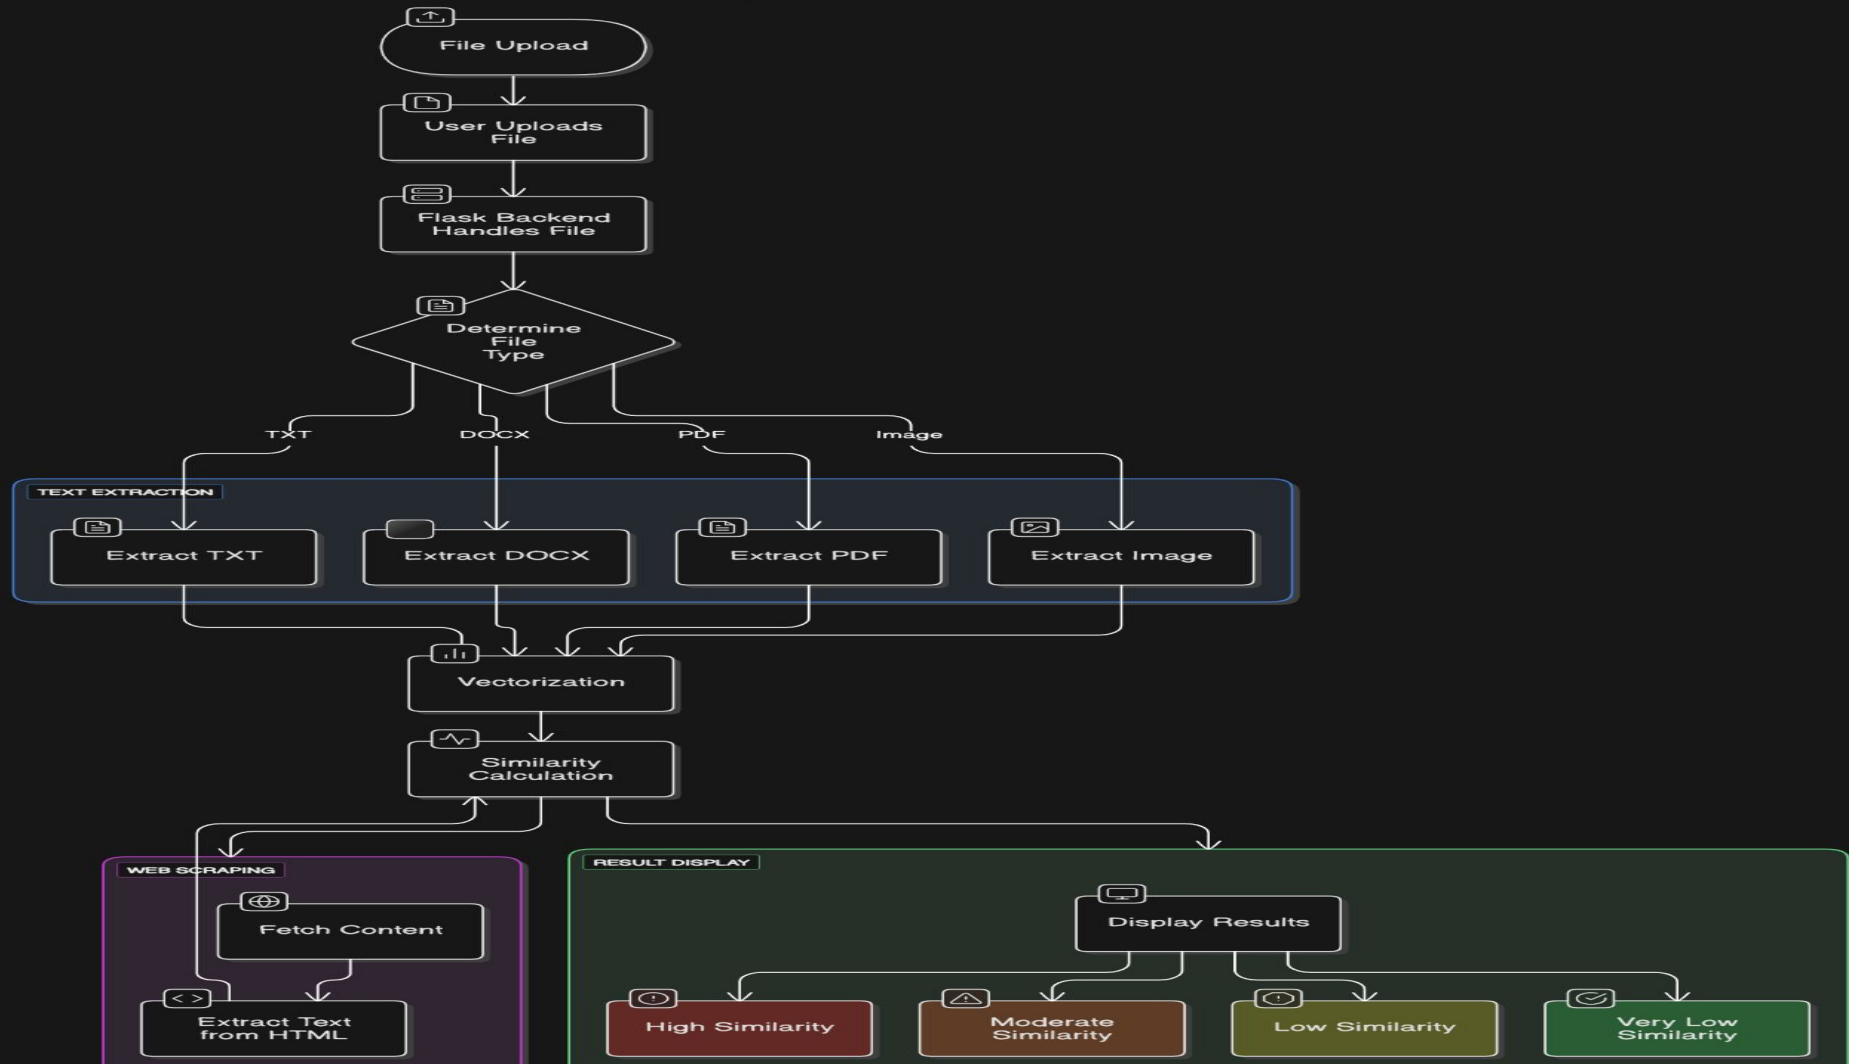 File Upload
User Uploads
File
Flask Backend
Handles File
Determine
File
Type
TXT
DOCX
PDF
Image
TEXT EXTRACTION
Extract TXT
Extract DOCX
Extract PDF
Extract Image
Vectorization
Similarity
Calculation
WEB SCRAPING
Fetch Content
Extract Text
from HTML
RESULT DISPLAY
Display Results
High Similarity
Moderate
Similarity
Low Similarity
Very Low
Similarity